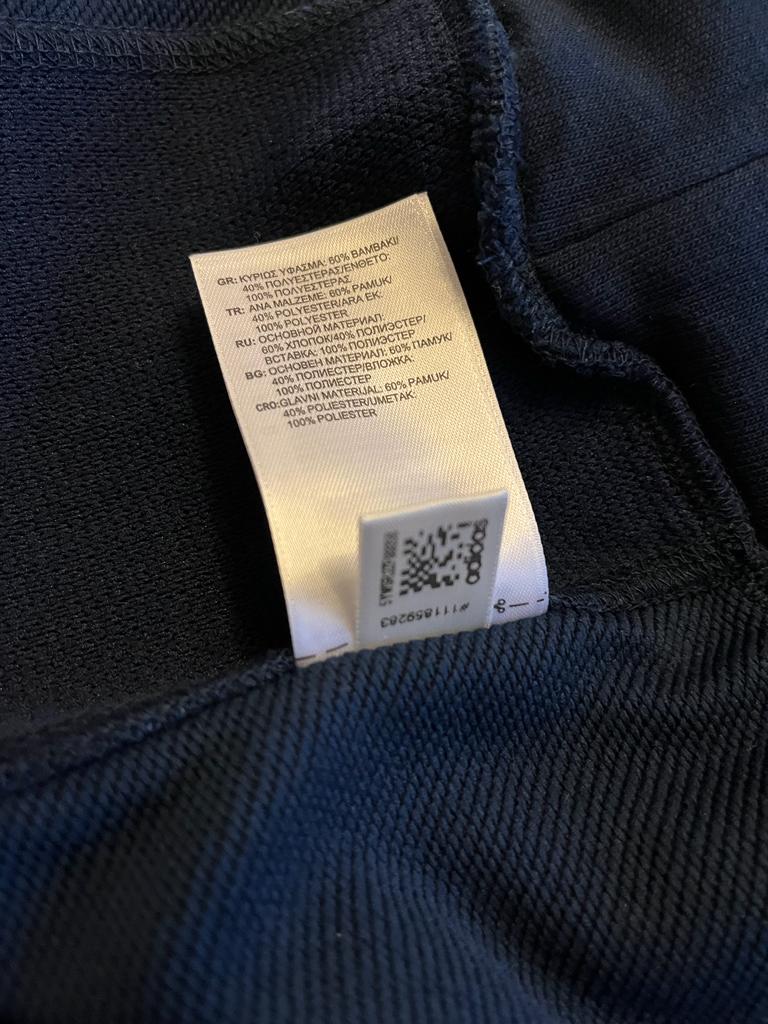 GR: ΚΥΡΙΩΣ ΥΦΑΣΜΑ: 60% ΒΑΜΒΑΚΙ/
40% ΠΟΛΥΕΣΤΕΡΑΣ/ΕΝΘΕΤΟ:
100% ΠΟΛΥΕΣΤΕΡΑΣ
TR: ANA MALZEME: 60% PAMUK/
40% POLYESTER/ARA EK:
100% POLYESTER
RU: ОСНОВНОЙ МАТЕРИАЛ:
60% ХЛОПОК/40% ПОЛИЭСТЕР/
ВСТАВКА: 100% ПОЛИЭСТЕР
BG: ОСНОВЕН МАТЕРИАЛ: 60% ПАМУК/
40% ПОЛИЕСТЕР/ВЛОЖКА:
100% ПОЛИЕСТЕР
CRO: GLAVNI MATERIJAL: 60% PAMUK/
40% POLIESTER/UMETAK:
100% POLIESTER
adidas
#111859283